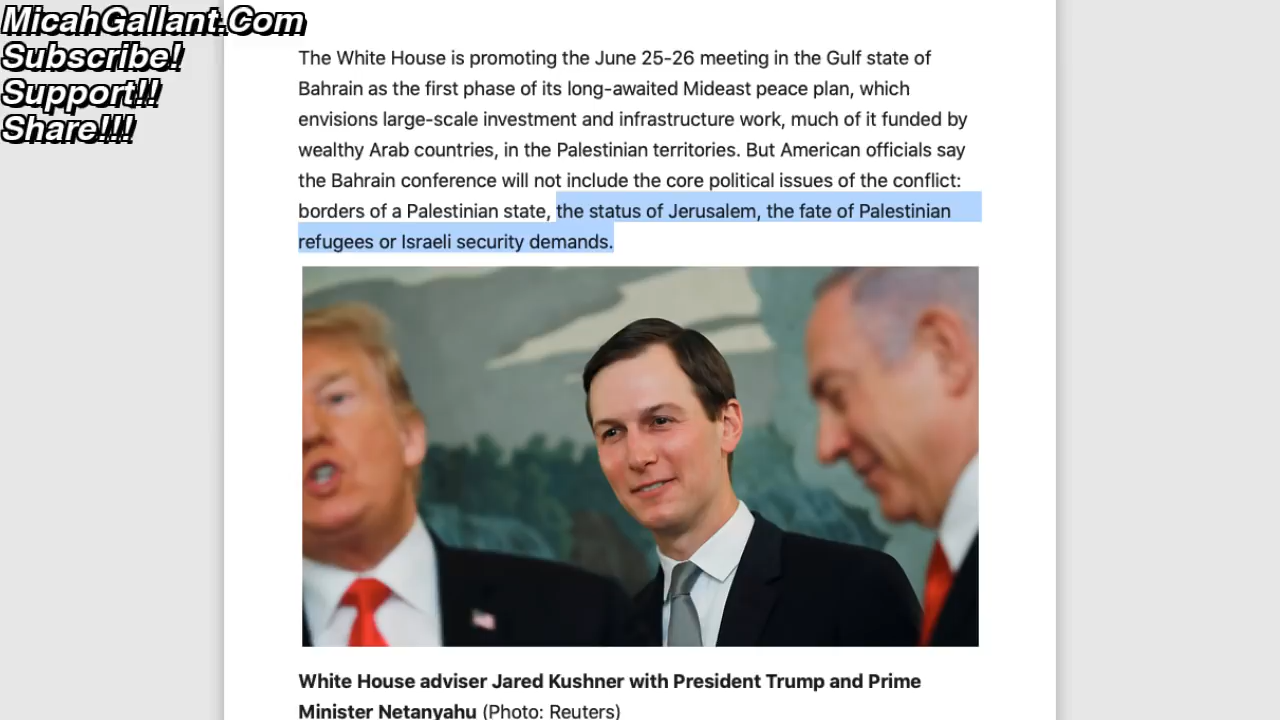 MicahGallant.Com
Subscribe!
Support!!
Share!!!
The White House is promoting the June 25-26 meeting in the Gulf state of
Bahrain as the first phase of its long-awaited Mideast peace plan, which
envisions large-scale investment and infrastructure work, much of it funded by
wealthy Arab countries, in the Palestinian territories. But American officials say
the Bahrain conference will not include the core political issues of the conflict:
borders of a Palestinian state, the status of Jerusalem, the fate of Palestinian
refugees or Israeli security demands.
White House adviser Jared Kushner with President Trump and Prime
Minister Netanyahu (Photo: Reuters)